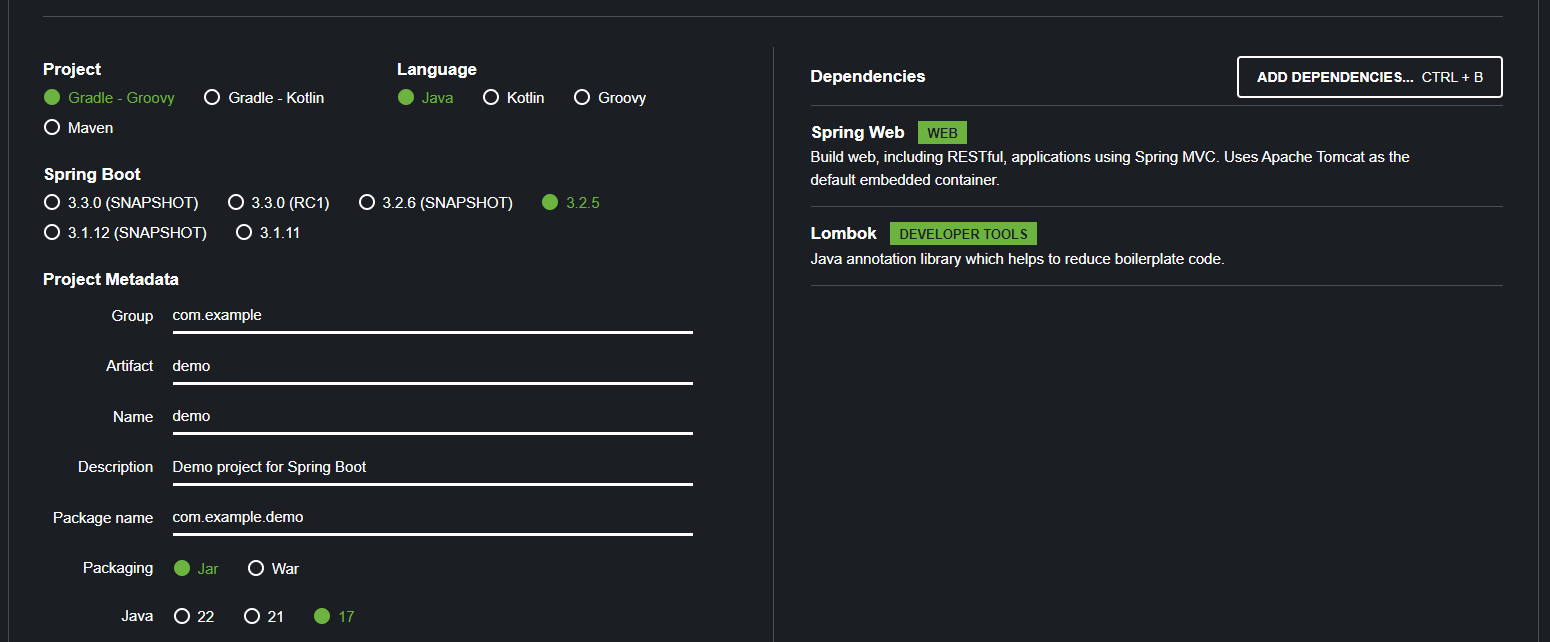 Project
Gradle - Groovy Gradle - Kotlin
Maven
Language
Java Kotlin Groovy
Spring Boot
3.3.0 (SNAPSHOT) 3.3.0 (RC1) 3.2.6 (SNAPSHOT) 3.2.5
3.1.12 (SNAPSHOT) 3.1.11
Project Metadata
Group com.example
Artifact demo
Name demo
Description Demo project for Spring Boot
Package name com.example.demo
Packaging Jar War
Java 22 21 17
Dependencies
ADD DEPENDENCIES... CTRL + B
Spring Web WEB
Build web, including RESTful, applications using Spring MVC. Uses Apache Tomcat as the
default embedded container.
Lombok DEVELOPER TOOLS
Java annotation library which helps to reduce boilerplate code.